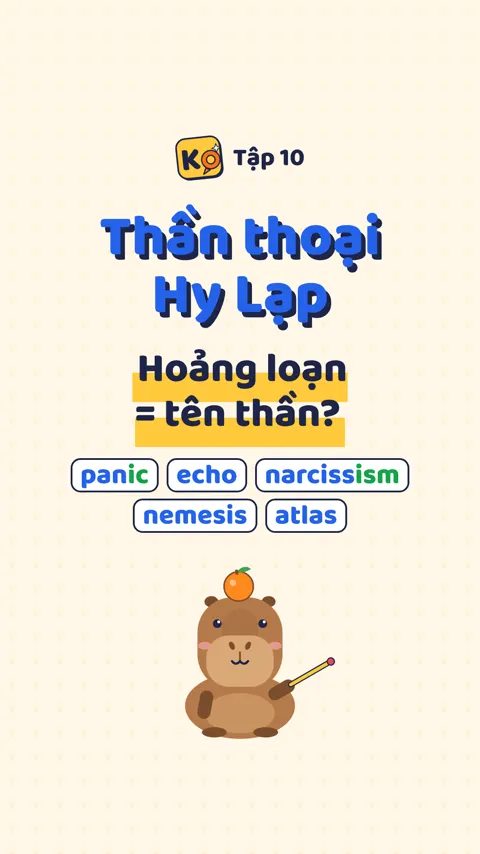 KO Tập 10
Thần thoại
Hy Lạp
Hoảng loạn
= tên thần?
panic echo narcissism
nemesis atlas